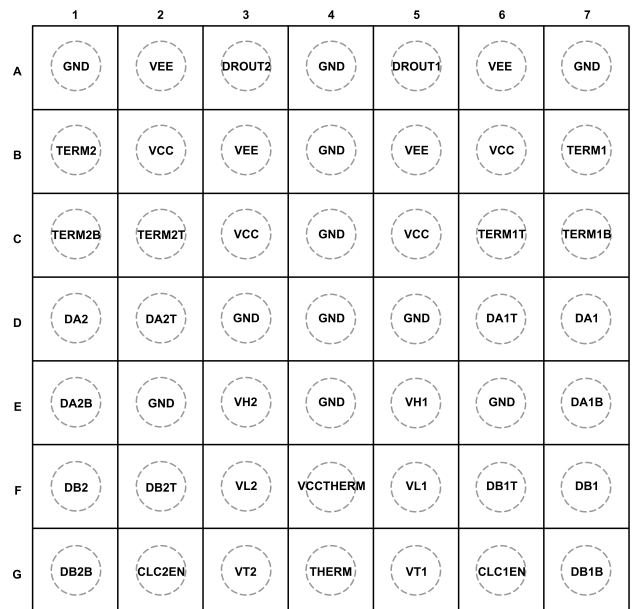 1 2 3 4 5 6 7
A GND VEE DROUT2 GND DROUT1 VEE GND
B TERM2 VCC VEE GND VEE VCC TERM1
C TERM2B TERM2T VCC GND VCC TERM1T TERM1B
D DA2 DA2T GND GND GND DA1T DA1
E DA2B GND VH2 GND VH1 GND DA1B
F DB2 DB2T VL2 VCCTHERM VL1 DB1T DB1
G DB2B CLC2EN VT2 THERM VT1 CLC1EN DB1B